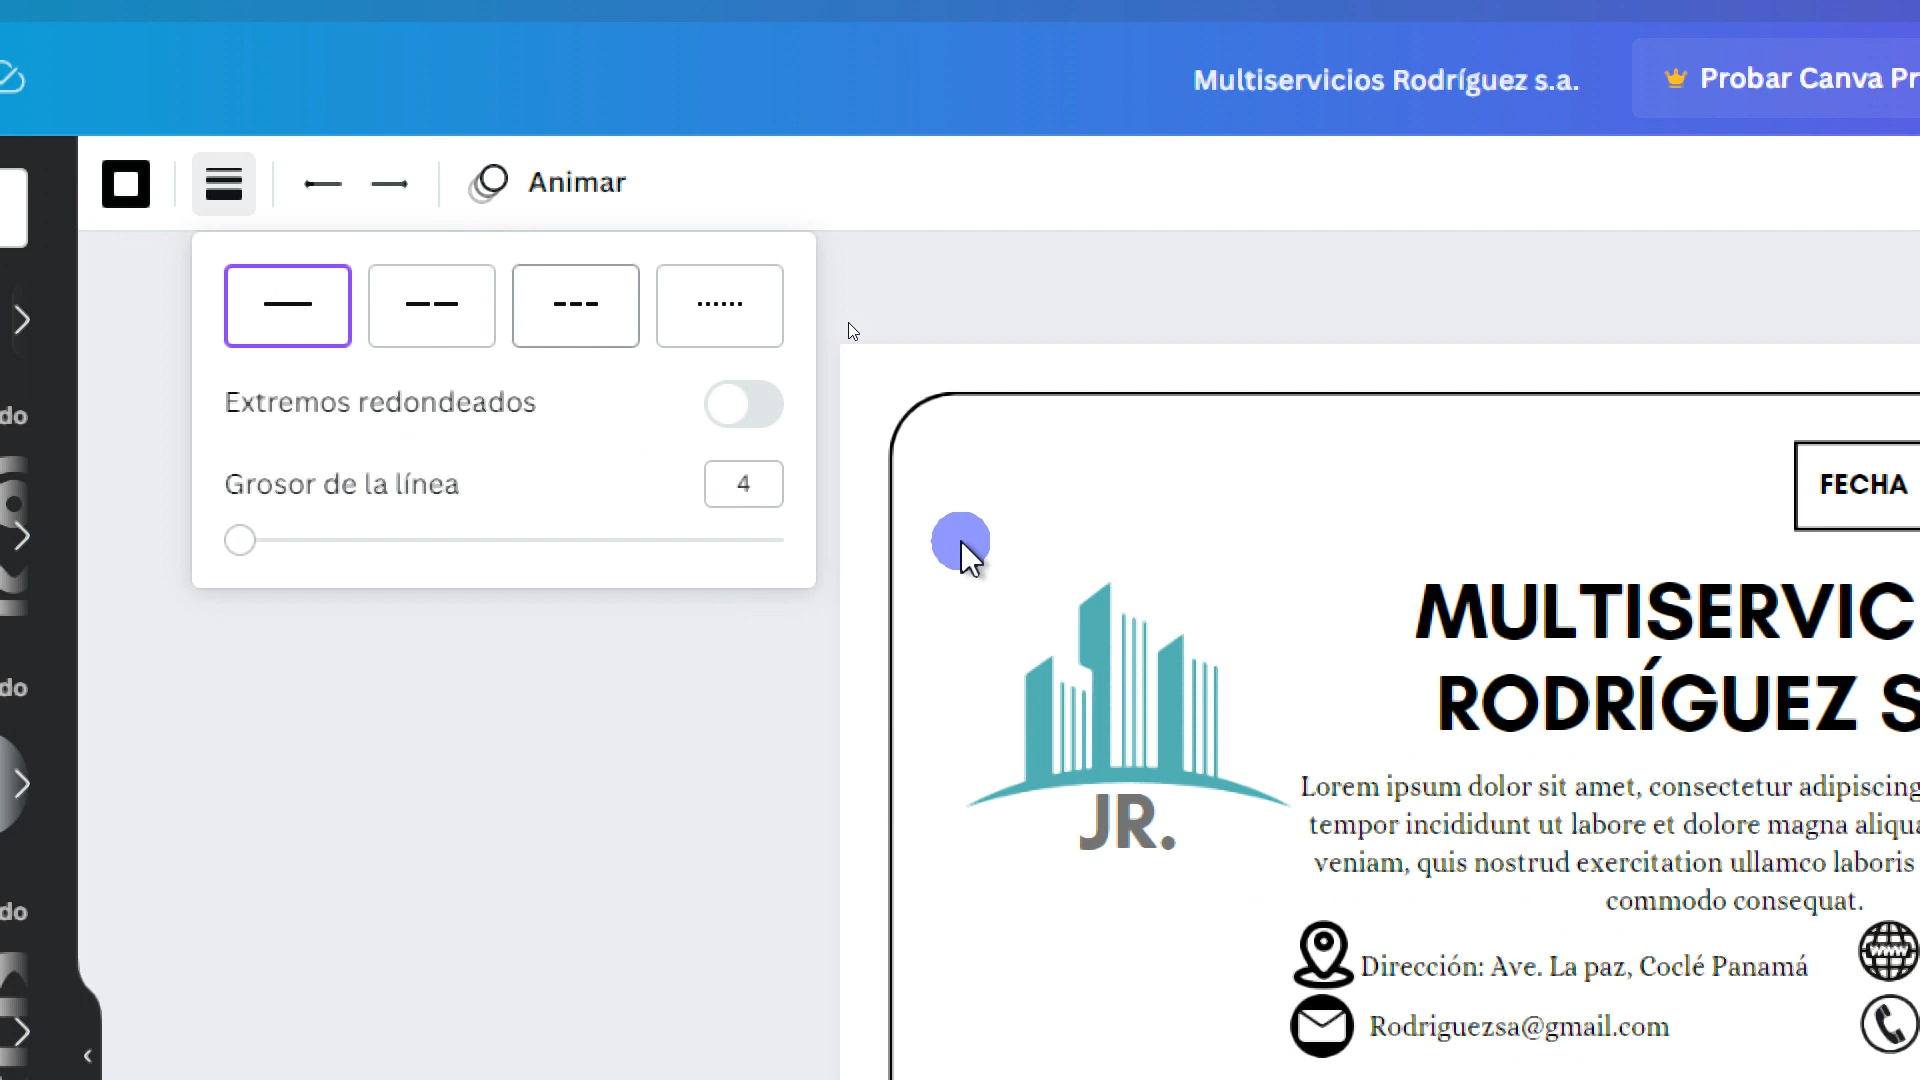 Multiservicios Rodríguez s.a.
Probar Canva Pr
Animar
do
Extremos redondeados
Grosor de la línea
4
FECHA
MULTISERVIC
RODRÍGUEZ S
do
JR.
Lorem ipsum dolor sit amet, consectetur adipiscing
tempor incididunt ut labore et dolore magna aliqua
veniam, quis nostrud exercitation ullamco laboris
commodo consequat.
do
Dirección: Ave. La paz, Coclé Panamá
www
Rodriguezsa@gmail.com